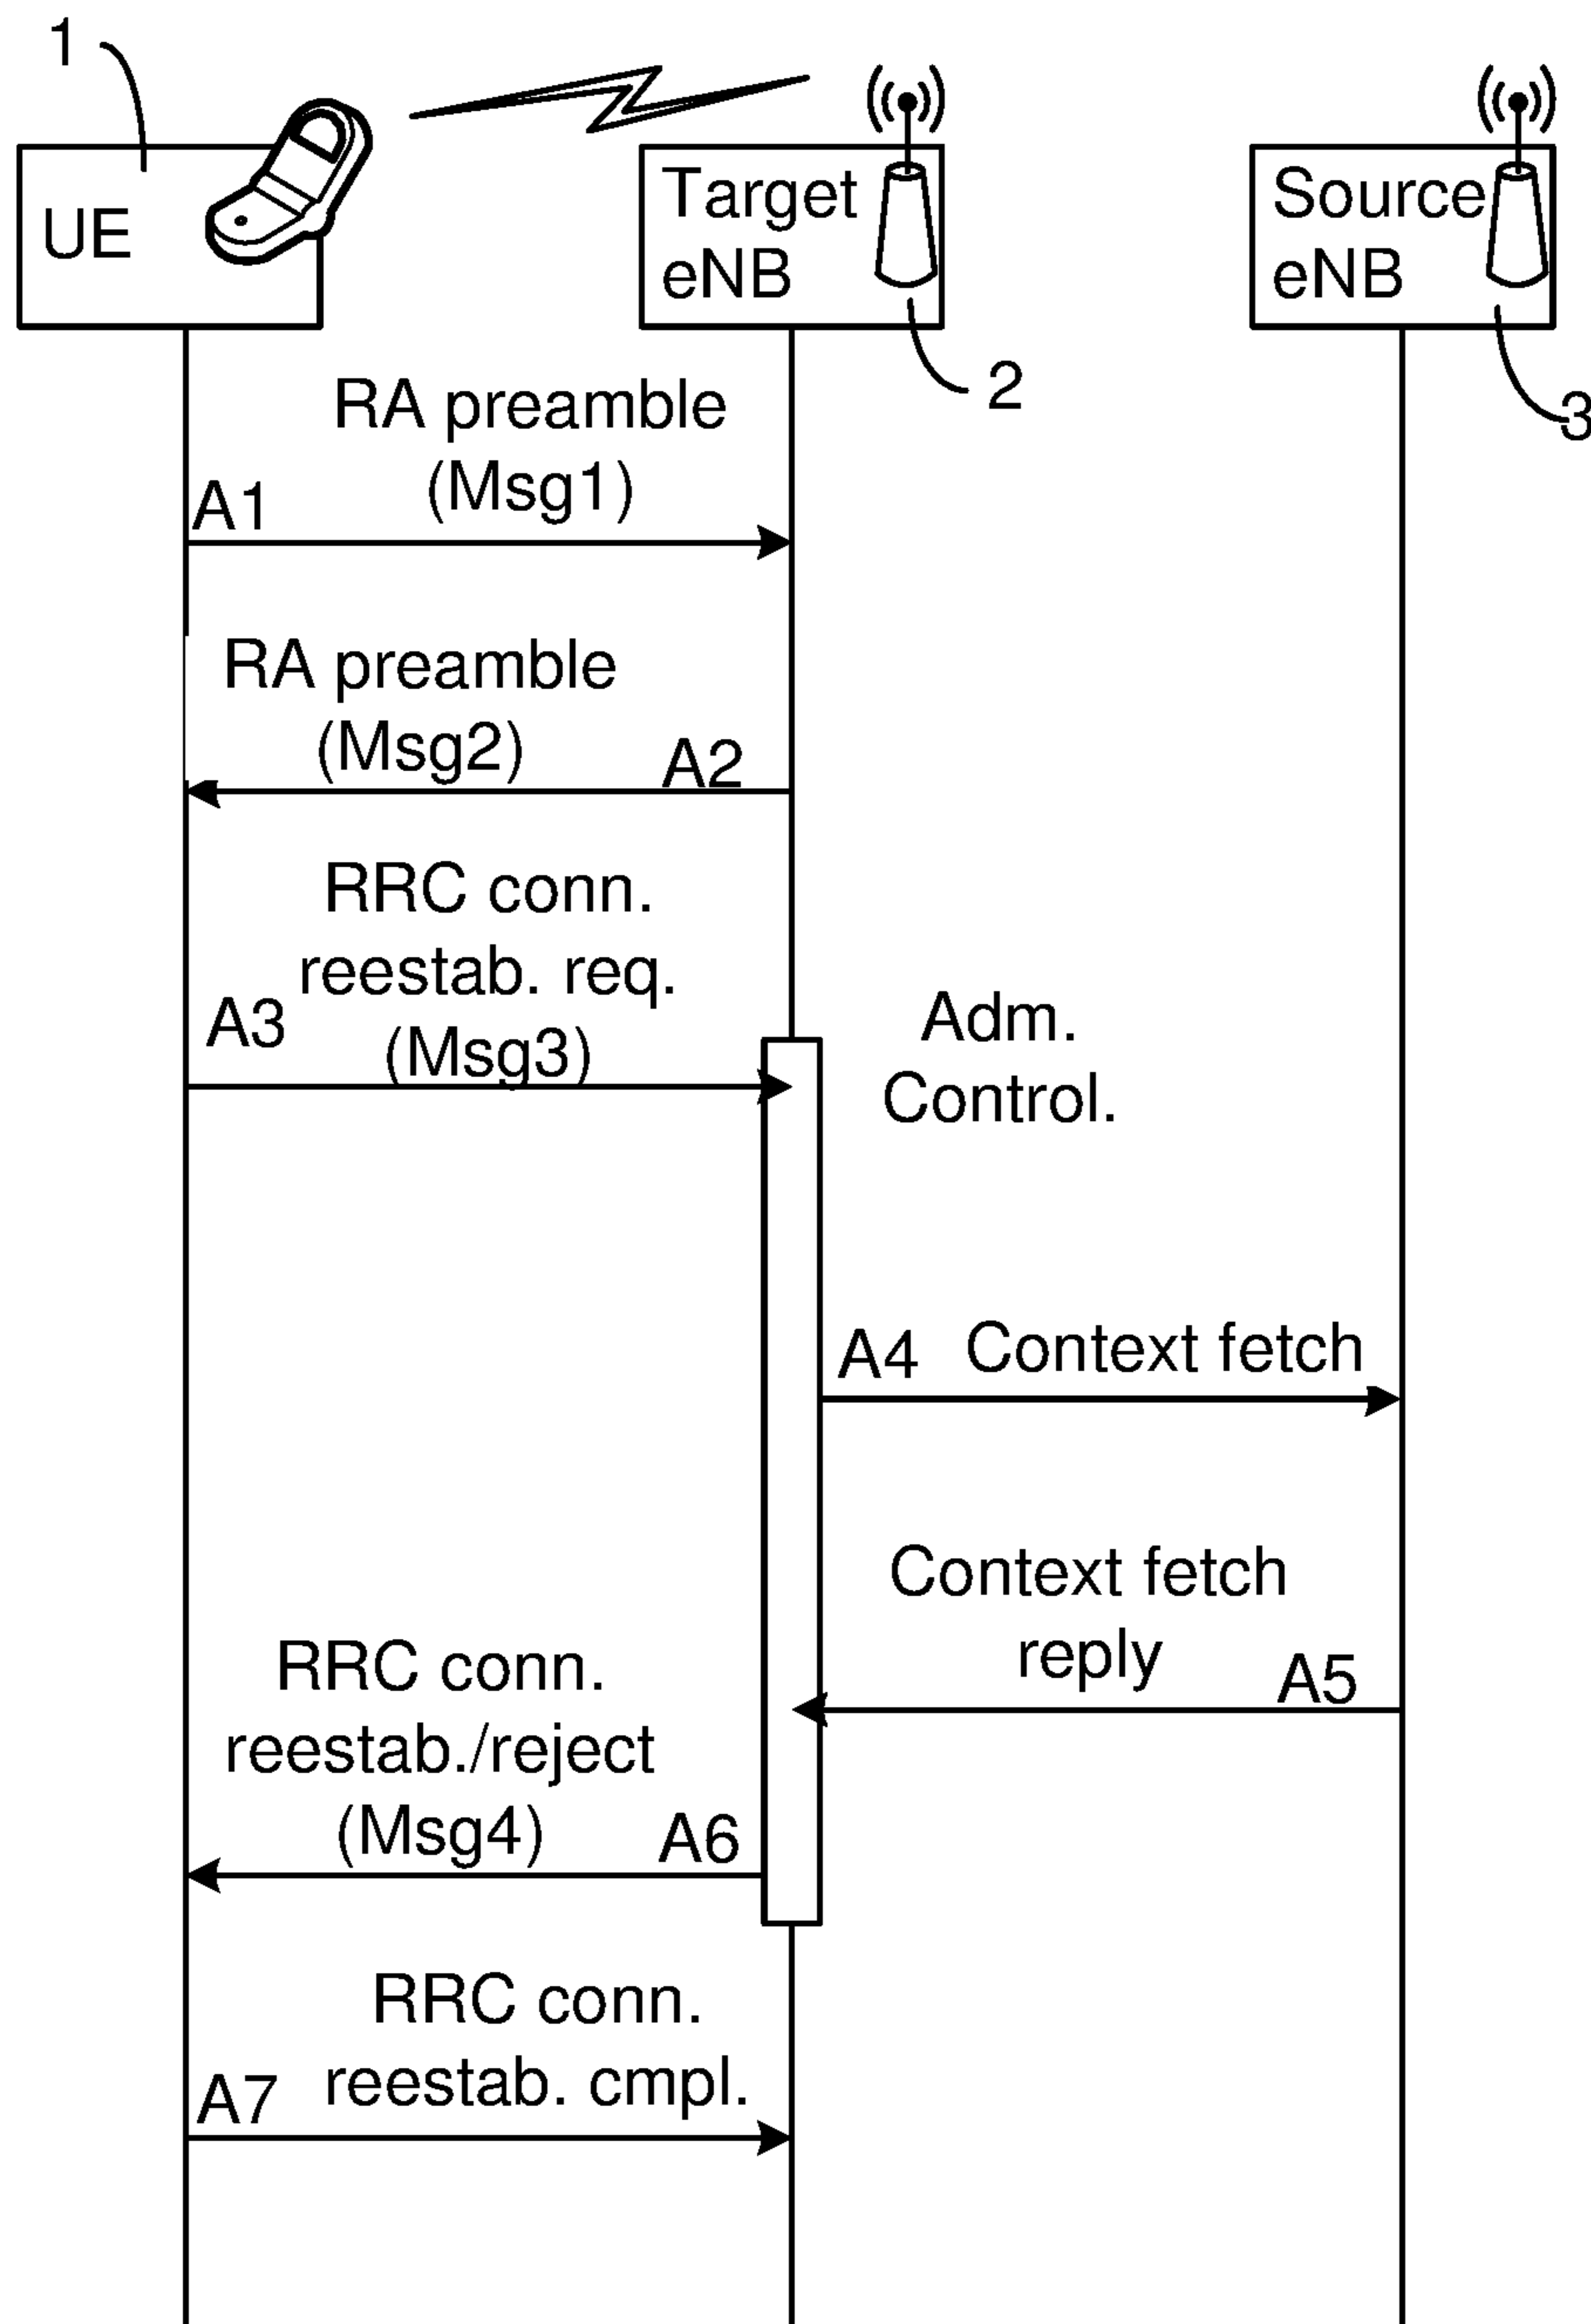 1
UE
Target
eNB
Source
eNB
2
3
RA preamble
(Msg1)
A1
RA preamble
(Msg2)
A2
RRC conn.
reestab. req.
(Msg3)
A3
Adm.
Control.
A4 Context fetch
Context fetch
reply
A5
RRC conn.
reestab./reject
(Msg4)
A6
RRC conn.
reestab. cmpl.
A7